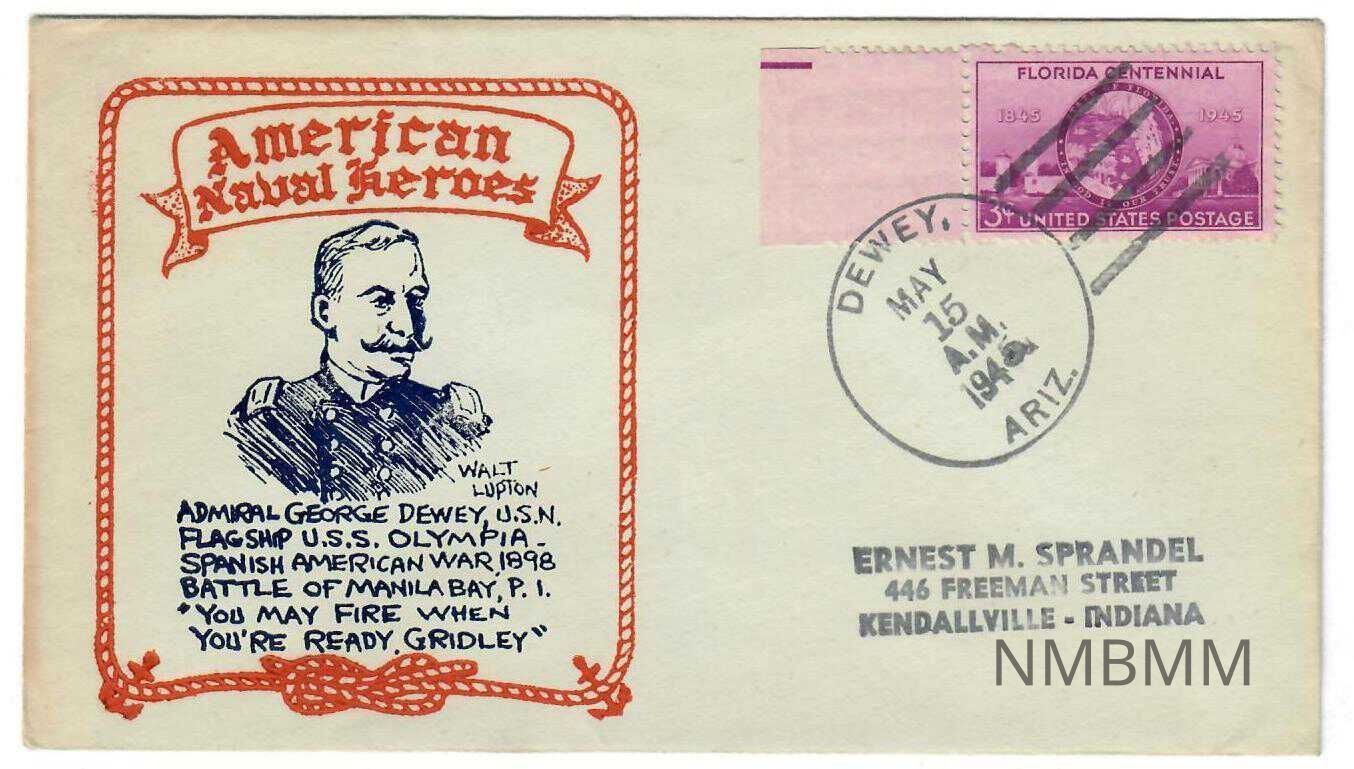 American
Naval Heroes
WALT
LUPTON
ADMIRAL GEORGE DEWEY, U.S.N.
FLAGSHIP U.S.S. OLYMPIA -
SPANISH AMERICAN WAR, 1898
BATTLE OF MANILA BAY, P. I.
"YOU MAY FIRE WHEN
YOU'RE READY, GRIDLEY"
FLORIDA CENTENNIAL
1845 1945
3¢ UNITED STATES POSTAGE
DEWEY,
MAY
15
A.M.
1945
ARIZ.
ERNEST M. SPRANDEL
446 FREEMAN STREET
KENDALLVILLE - INDIANA
NMBMM